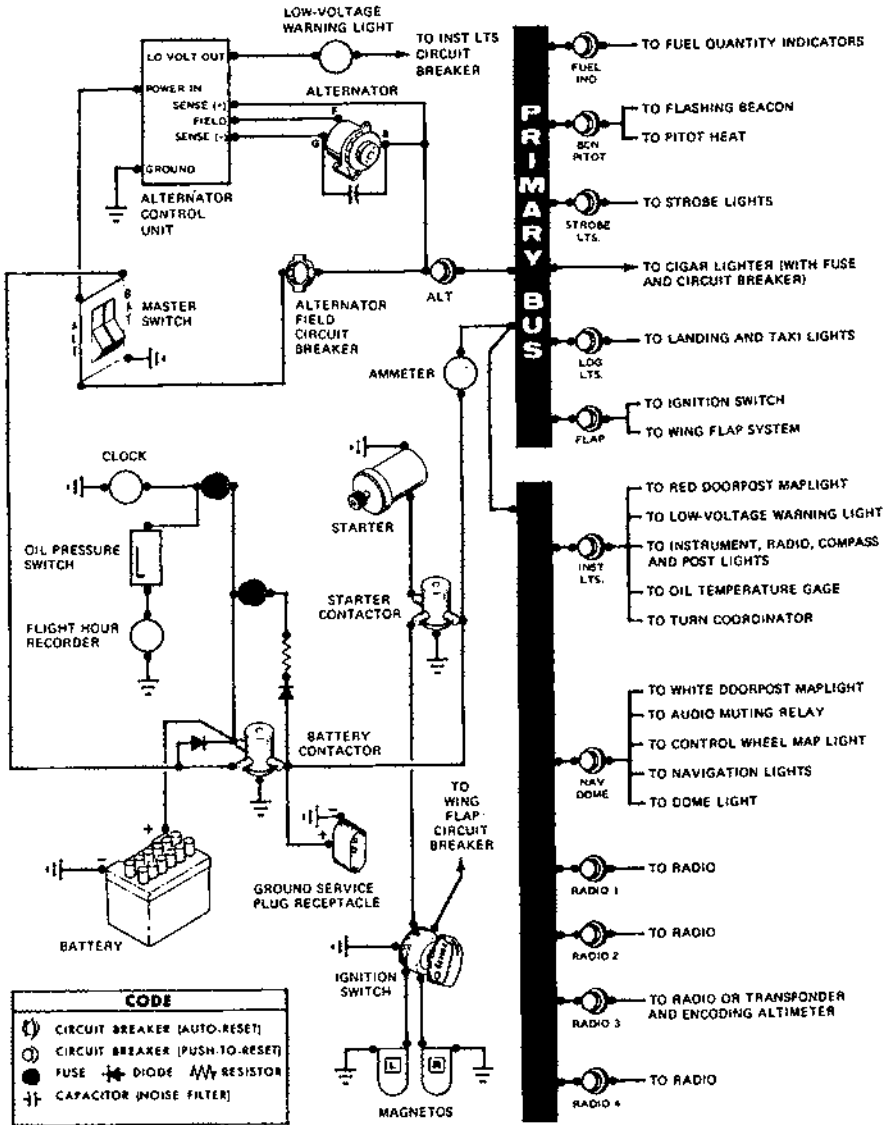 LOW-VOLTAGE
WARNING LIGHT
TO INST LTS
CIRCUIT
BREAKER
LO VOLT OUT
POWER IN
SENSE (+)
FIELD
SENSE (-)
GROUND
ALTERNATOR
F
G
B
ALTERNATOR
CONTROL
UNIT
BAT
ALT
MASTER
SWITCH
ALTERNATOR
FIELD
CIRCUIT
BREAKER
ALT
AMMETER
CLOCK
OIL PRESSURE
SWITCH
FLIGHT HOUR
RECORDER
STARTER
STARTER
CONTACTOR
BATTERY
CONTACTOR
+
-
BATTERY
-
+
GROUND SERVICE
PLUG RECEPTACLE
TO
WING
FLAP
CIRCUIT
BREAKER
IGNITION
SWITCH
L
R
MAGNETOS
PRIMARY BUS
FUEL
IND
TO FUEL QUANTITY INDICATORS
BCN
PITOT
TO FLASHING BEACON
TO PITOT HEAT
STROBE
LTS.
TO STROBE LIGHTS
TO CIGAR LIGHTER (WITH FUSE
AND CIRCUIT BREAKER)
LDG
LTS.
TO LANDING AND TAXI LIGHTS
FLAP
TO IGNITION SWITCH
TO WING FLAP SYSTEM
INST
LTS.
TO RED DOORPOST MAPLIGHT
TO LOW-VOLTAGE WARNING LIGHT
TO INSTRUMENT, RADIO, COMPASS
AND POST LIGHTS
TO OIL TEMPERATURE GAGE
TO TURN COORDINATOR
NAV
DOME
TO WHITE DOORPOST MAPLIGHT
TO AUDIO MUTING RELAY
TO CONTROL WHEEL MAP LIGHT
TO NAVIGATION LIGHTS
TO DOME LIGHT
RADIO 1
TO RADIO
RADIO 2
TO RADIO
RADIO 3
TO RADIO OR TRANSPONDER
AND ENCODING ALTIMETER
RADIO 4
TO RADIO
CODE
CIRCUIT BREAKER (AUTO-RESET)
CIRCUIT BREAKER (PUSH-TO-RESET)
FUSE DIODE RESISTOR
CAPACITOR (NOISE FILTER)